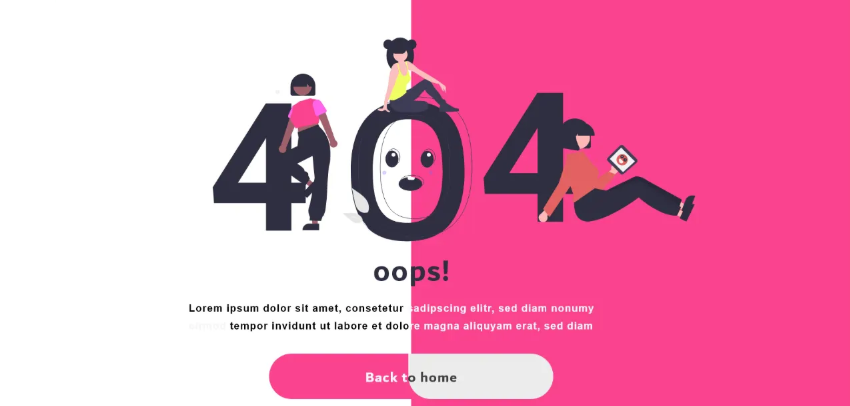 404
oops!
Lorem ipsum dolor sit amet, consetetur sadipscing elitr, sed diam nonumy
tempor invidunt ut labore et dolore magna aliquyam erat, sed diam
Back to home